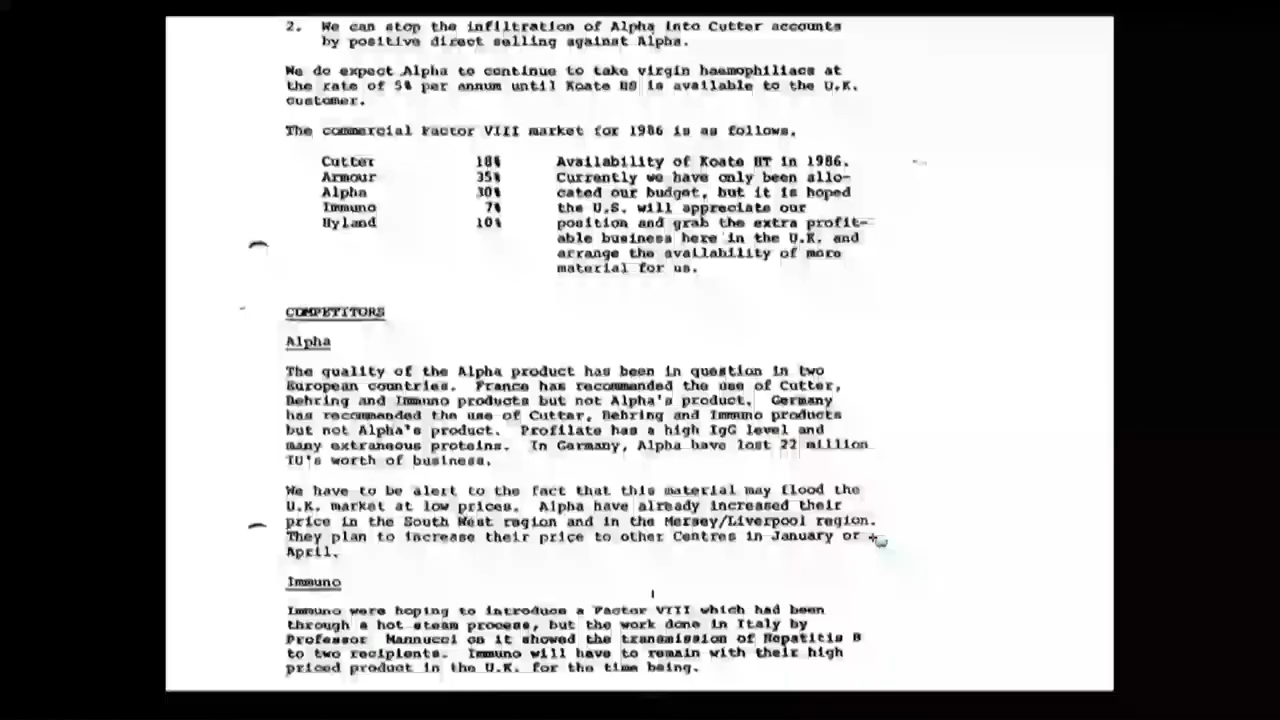 2. We can stop the infiltration of Alpha into Cutter accounts
by positive direct selling against Alpha.
We do expect Alpha to continue to take virgin haemophiliacs at
the rate of 5% per annum until Koate HS is available to the U.K.
customer.
The commercial Factor VIII market for 1986 is as follows.
Cutter 18% Availability of Koate HT in 1986.
Armour 35% Currently we have only been allo-
Alpha 30% cated our budget, but it is hoped
Immuno 7% the U.S. will appreciate our
Hyland 10% position and grab the extra profit-
able business here in the U.K. and
arrange the availability of more
material for us.
COMPETITORS
Alpha
The quality of the Alpha product has been in question in two
European countries. France has recommended the use of Cutter,
Behring and Immuno products but not Alpha's product. Germany
has recommended the use of Cutter, Behring and Immuno products
but not Alpha's product. Profilate has a high IgG level and
many extraneous proteins. In Germany, Alpha have lost 22 million
IU's worth of business.
We have to be alert to the fact that this material may flood the
U.K. market at low prices. Alpha have already increased their
price in the South West region and in the Mersey/Liverpool region.
They plan to increase their price to other Centres in January or
April.
Immuno
Immuno were hoping to introduce a Factor VIII which had been
through a hot steam process, but the work done in Italy by
Professor Mannucci on it showed the transmission of Hepatitis B
to two recipients. Immuno will have to remain with their high
priced product in the U.K. for the time being.